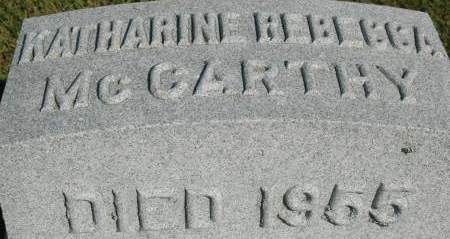 KATHARINE REBECCA
McCARTHY
DIED 1955